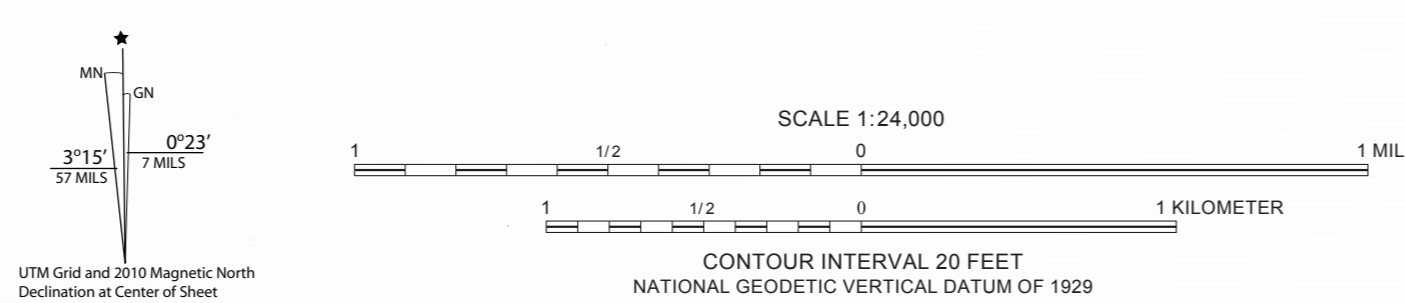 MN
GN
3°15′
57 MILS
0°23′
7 MILS
UTM Grid and 2010 Magnetic North
Declination at Center of Sheet
SCALE 1:24,000
1 1/2 0 1 MIL
1 1/2 0 1 KILOMETER
CONTOUR INTERVAL 20 FEET
NATIONAL GEODETIC VERTICAL DATUM OF 1929